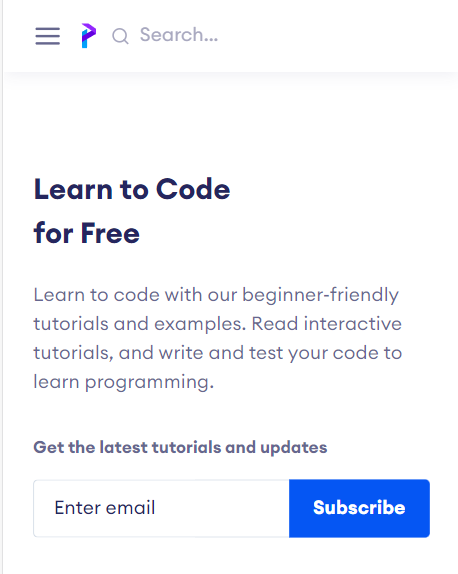 Search...
Learn to Code
for Free
Learn to code with our beginner-friendly
tutorials and examples. Read interactive
tutorials, and write and test your code to
learn programming.
Get the latest tutorials and updates
Enter email
Subscribe